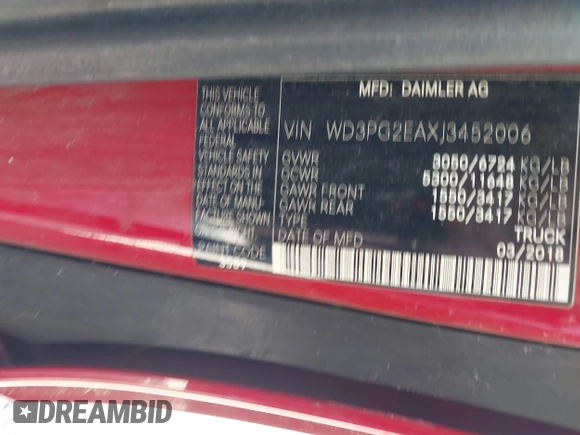 MFD: DAIMLER AG
THIS VEHICLE
CONFORMS TO
ALL APPLICABLE
FEDERAL MOTOR
VEHICLE SAFETY
STANDARDS IN
EFFECT ON THE
DATE OF MANU-
SHOWN
PAINT CODE
VIN WD3PG2EAXJ3452006
GVWR 3050/6724 KG/LB
GCWR 5300/11648 KG/LB
GAWR FRONT 1550/3417 KG/LB
GAWR REAR 1550/3417 KG/LB
TYPE TRUCK
DATE OF MFD 03/2018
DREAMBID